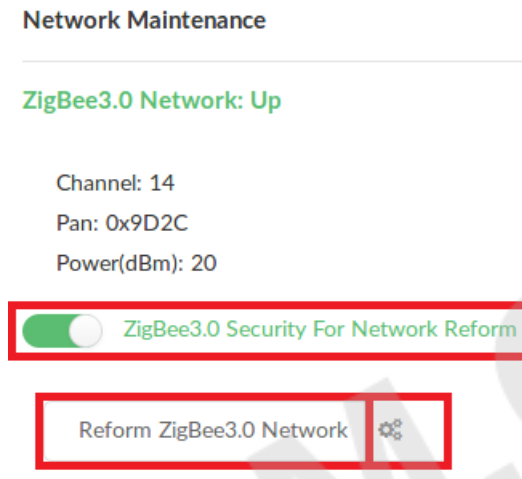 Network Maintenance
ZigBee3.0 Network: Up
Channel: 14
Pan: 0x9D2C
Power(dBm): 20
ZigBee3.0 Security For Network Reform
Reform ZigBee3.0 Network